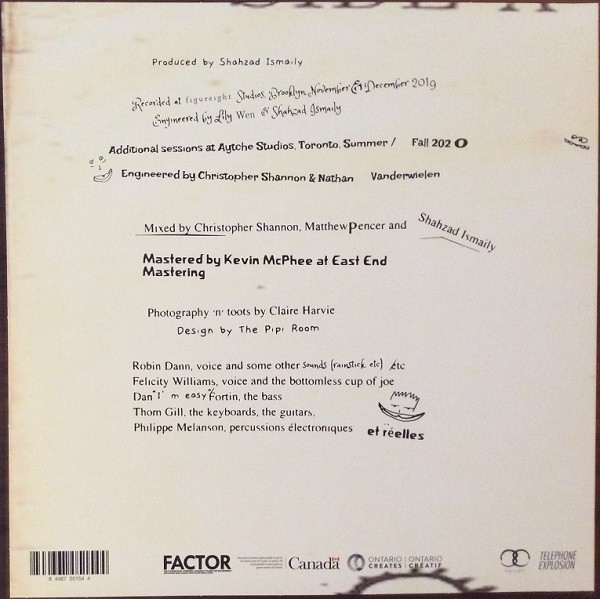 SIDE A
Produced by Shahzad Ismaily
Recorded at figureight Studios, Brooklyn, November & December 2019
Engineered by Lily Wen & Shahzad Ismaily
Additional sessions at Aytche Studios, Toronto, Summer / Fall 2020
Engineered by Christopher Shannon & Nathan Vanderwielen
Mixed by Christopher Shannon, Matthew Pencer and Shahzad Ismaily
Mastered by Kevin McPhee at East End
Mastering
Photography 'n' toots by Claire Harvie
Design by The Pipi Room
Robin Dann, voice and some other sounds (rainstick etc) etc
Felicity Williams, voice and the bottomless cup of joe
Dan "I'm easy" Fortin, the bass
Thom Gill, the keyboards, the guitars.
Philippe Melanson, percussions électroniques
et réelles
FACTOR
Canada
ONTARIO CREATES | ONTARIO CRÉATIF
TELEPHONE EXPLOSION